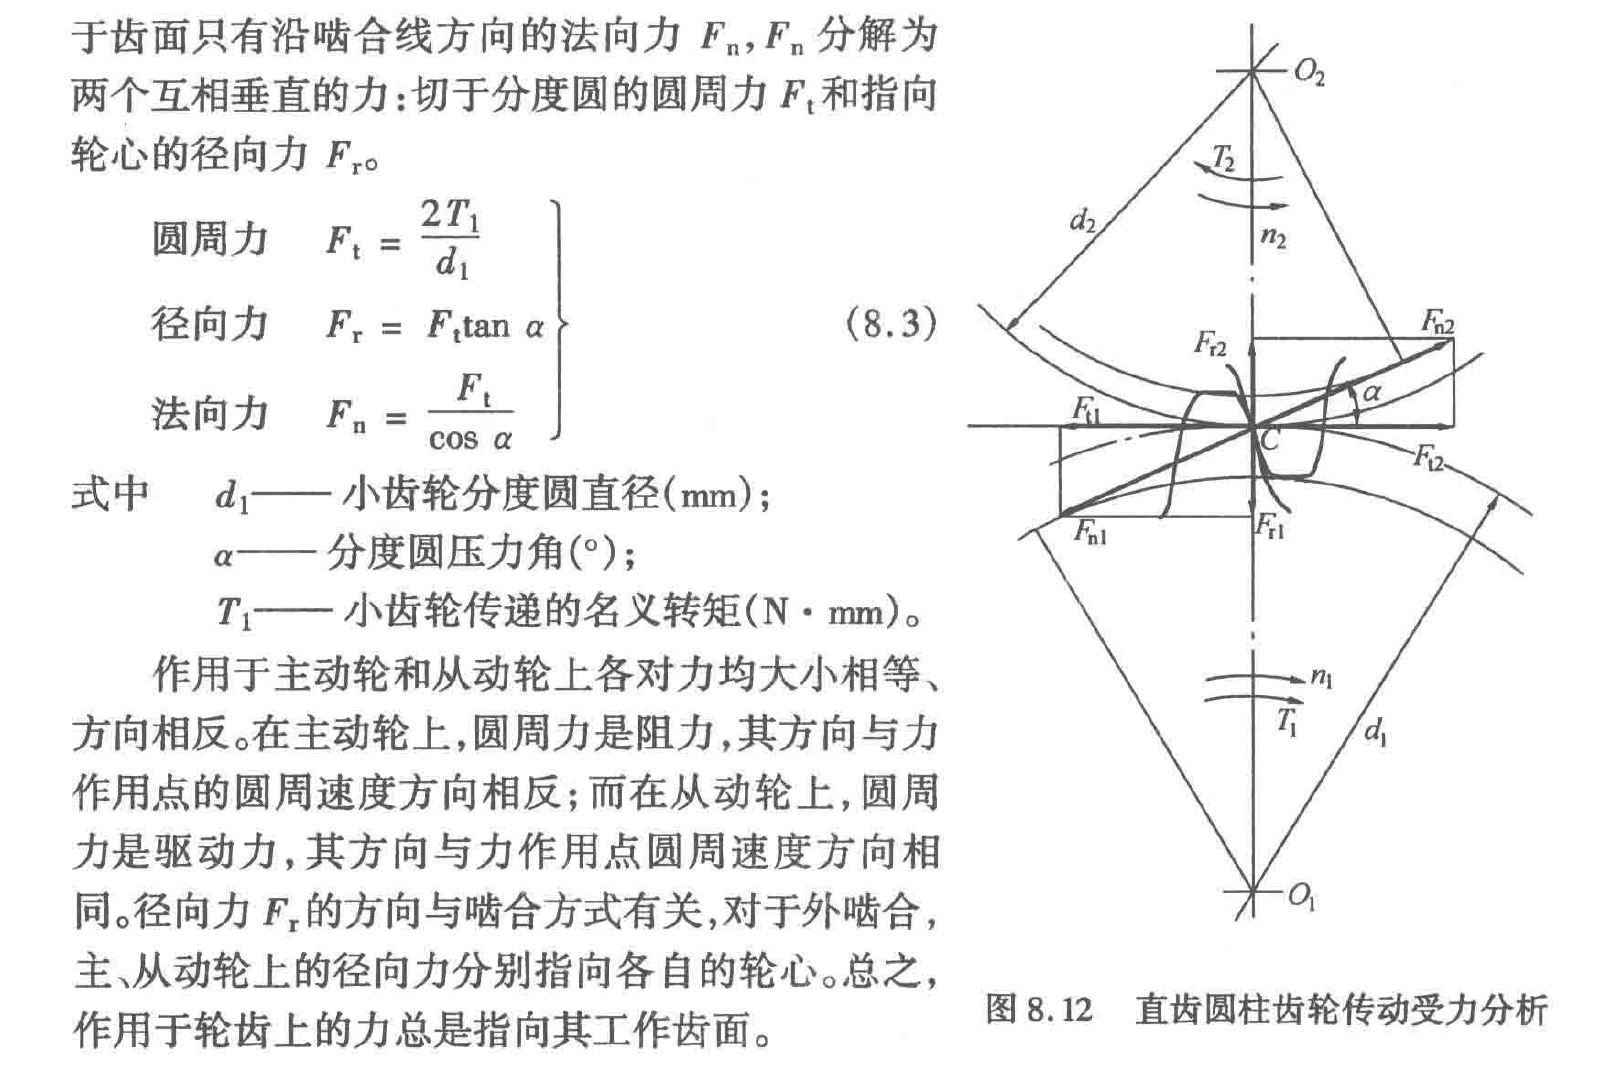 于齿面只有沿啮合线方向的法向力 Fn,Fn 分解为
两个互相垂直的力:切于分度圆的圆周力 Ft和指向
轮心的径向力 Fr。
圆周力 Ft = 2T1/d1
径向力 Fr = Fttan α
法向力 Fn = Ft/cos α
(8.3)
式中 d1—— 小齿轮分度圆直径(mm);
α—— 分度圆压力角(°);
T1—— 小齿轮传递的名义转矩(N·mm)。
作用于主动轮和从动轮上各对力均大小相等、
方向相反。在主动轮上,圆周力是阻力,其方向与力
作用点的圆周速度方向相反;而在从动轮上,圆周
力是驱动力,其方向与力作用点圆周速度方向相
同。径向力 Fr的方向与啮合方式有关,对于外啮合,
主、从动轮上的径向力分别指向各自的轮心。总之,
作用于轮齿上的力总是指向其工作齿面。
O2
T2
d2
n2
Fn2
Fr2
α
Ft1
C
Ft2
Fn1
Fr1
n1
T1
d1
O1
图 8.12 直齿圆柱齿轮传动受力分析